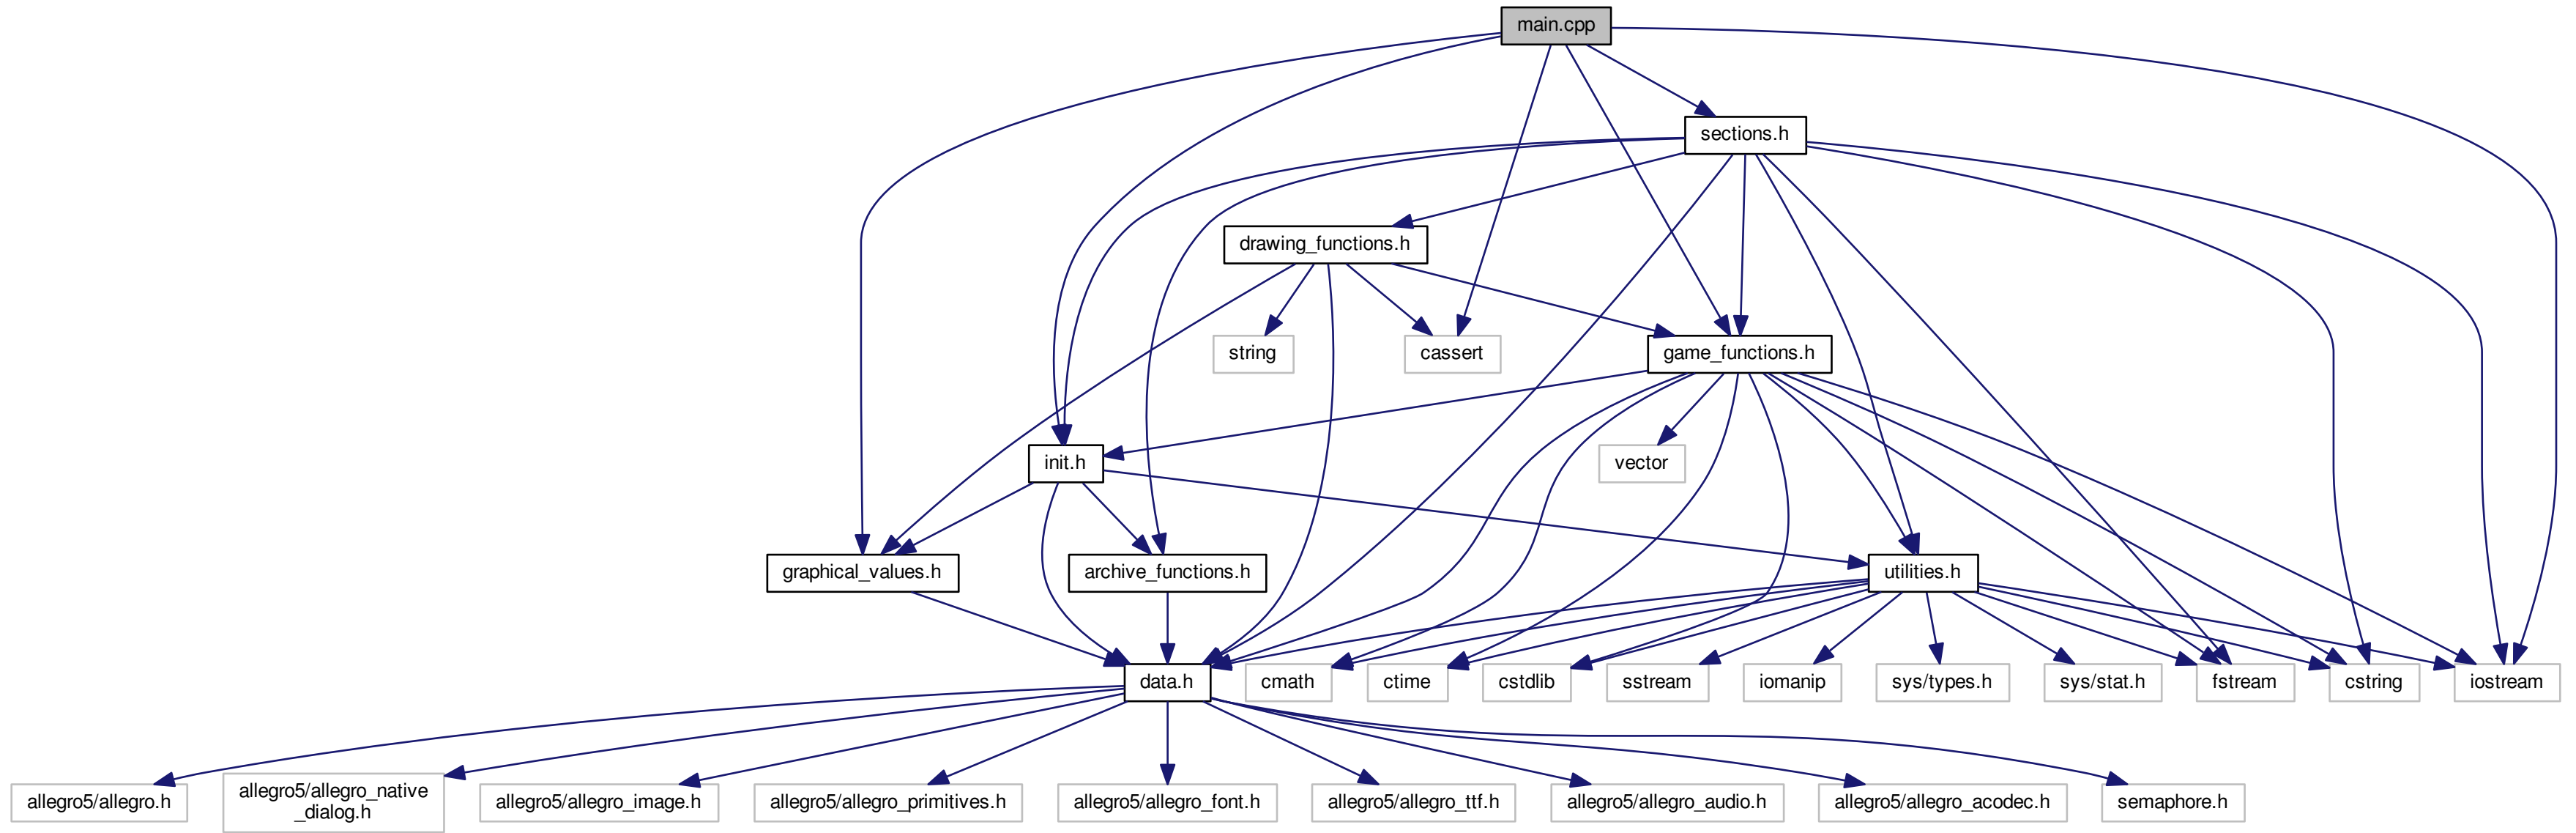 main.cpp
sections.h
drawing_functions.h
string
cassert
game_functions.h
init.h
vector
graphical_values.h
archive_functions.h
utilities.h
data.h
cmath
ctime
cstdlib
sstream
iomanip
sys/types.h
sys/stat.h
fstream
cstring
iostream
allegro5/allegro.h
allegro5/allegro_native
_dialog.h
allegro5/allegro_image.h
allegro5/allegro_primitives.h
allegro5/allegro_font.h
allegro5/allegro_ttf.h
allegro5/allegro_audio.h
allegro5/allegro_acodec.h
semaphore.h